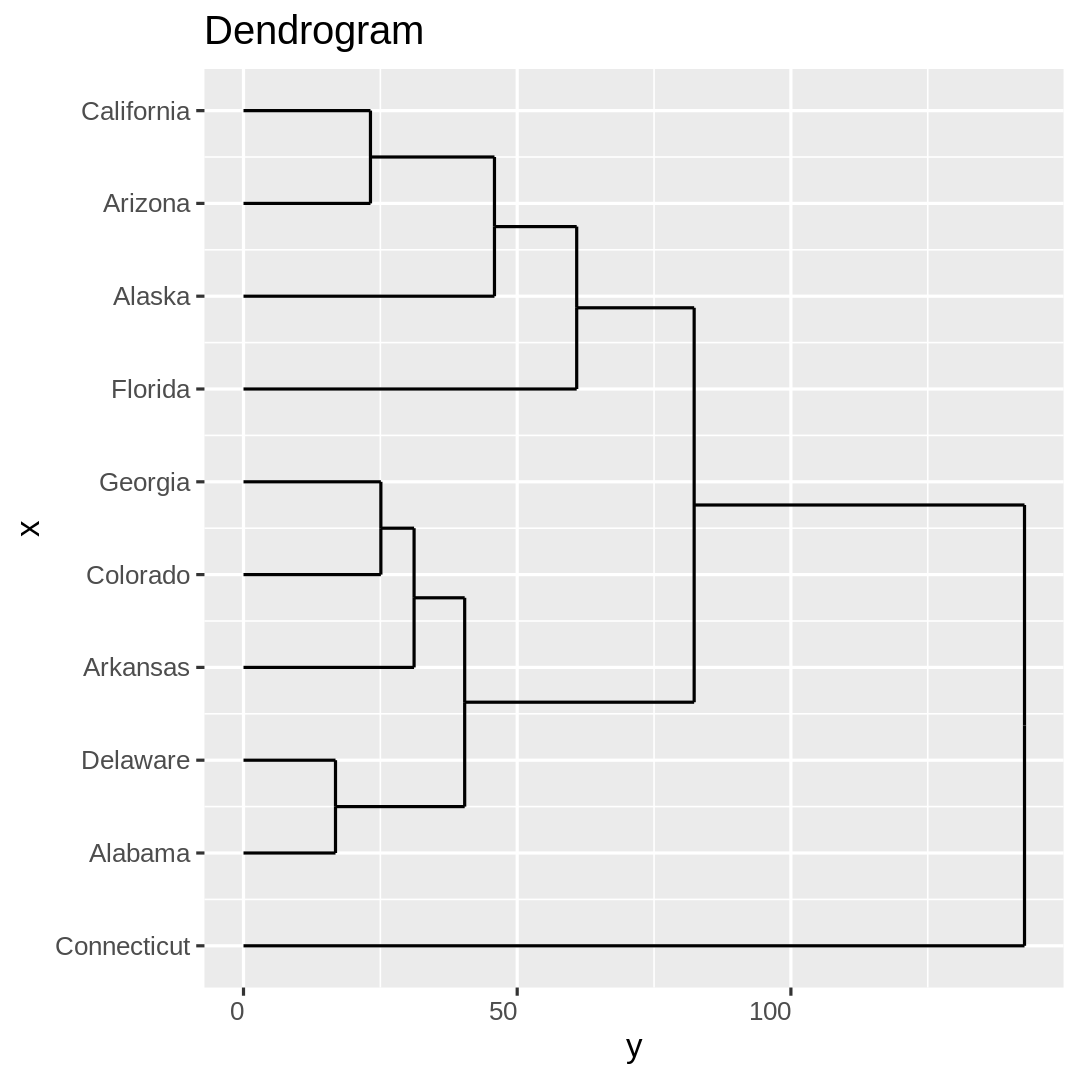 Dendrogram
California
Arizona
Alaska
Florida
Georgia
Colorado
Arkansas
Delaware
Alabama
Connecticut
x
0 50 100
y